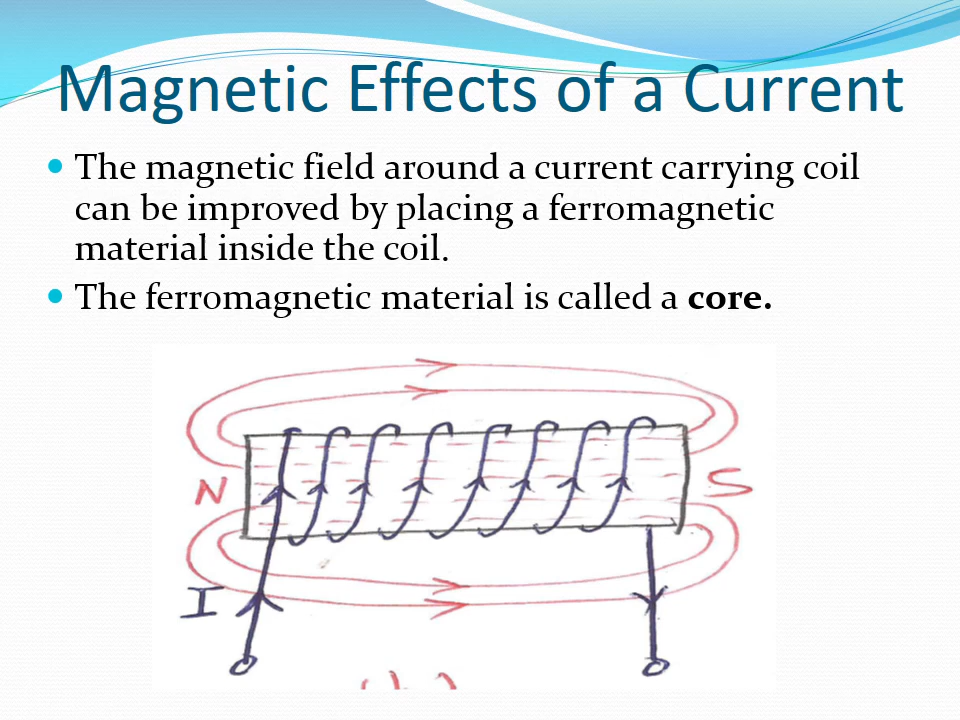 Magnetic Effects of a Current
The magnetic field around a current carrying coil
can be improved by placing a ferromagnetic
material inside the coil.
The ferromagnetic material is called a core.
N
S
I